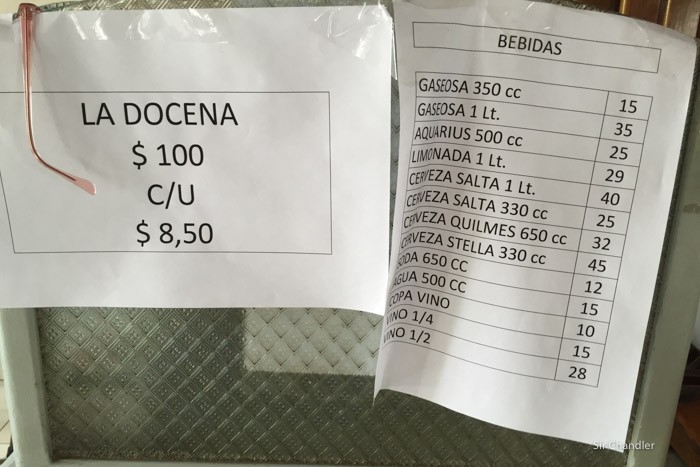 LA DOCENA
$ 100
C/U
$ 8,50
BEBIDAS
GASEOSA 350 cc 15
GASEOSA 1 Lt. 35
AQUARIUS 500 cc 25
LIMONADA 1 Lt. 29
CERVEZA SALTA 1 Lt. 40
CERVEZA SALTA 330 cc 25
CERVEZA QUILMES 650 cc 32
CERVEZA STELLA 330 cc 45
SODA 650 CC 12
AGUA 500 CC 15
COPA VINO 10
VINO 1/4 15
VINO 1/2 28
Sir Chandler